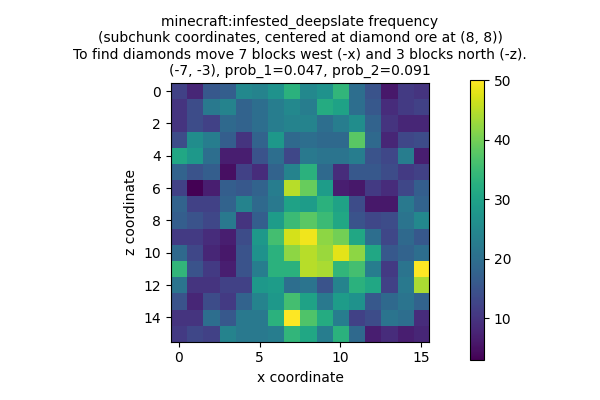 minecraft:infested_deepslate frequency
(subchunk coordinates, centered at diamond ore at (8, 8))
To find diamonds move 7 blocks west (-x) and 3 blocks north (-z).
(-7, -3), prob_1=0.047, prob_2=0.091
0
2
4
6
8
10
12
14
z coordinate
0
5
10
15
x coordinate
50
40
30
20
10